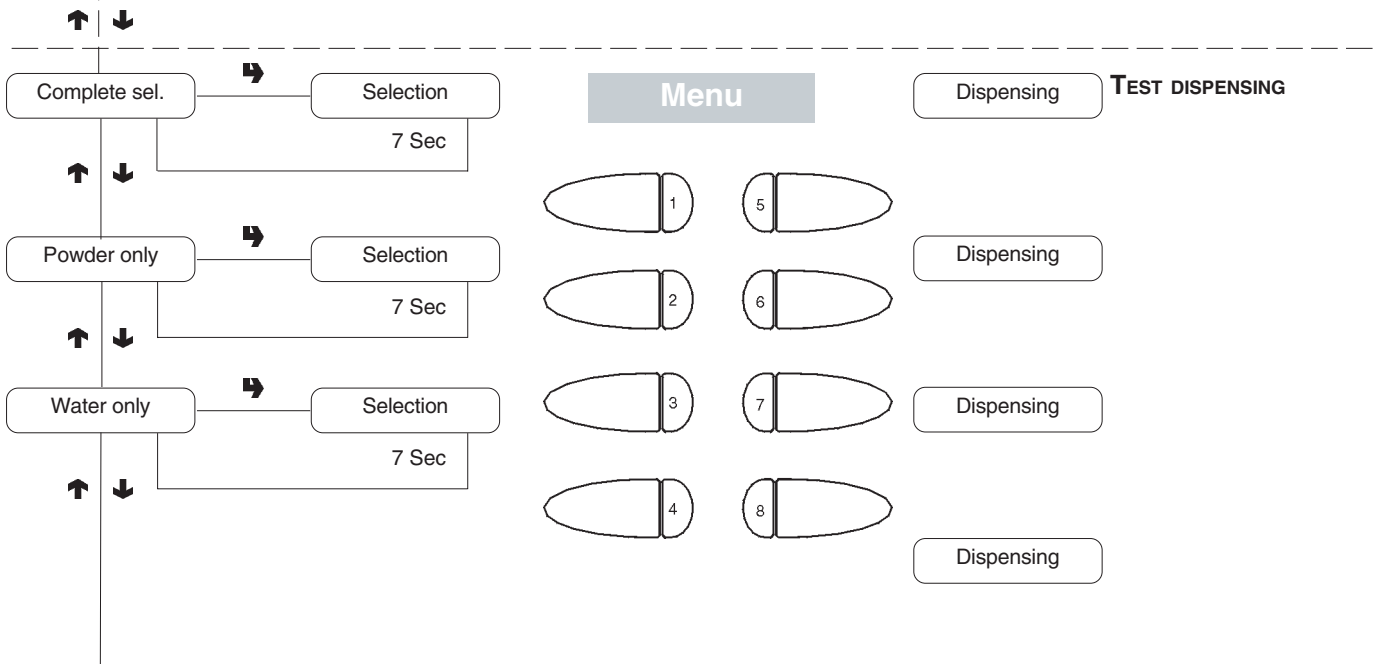 Complete sel.
Selection
Menu
Dispensing
TEST DISPENSING
7 Sec
1
5
Powder only
Selection
Dispensing
7 Sec
2
6
Water only
Selection
3
7
Dispensing
7 Sec
4
8
Dispensing